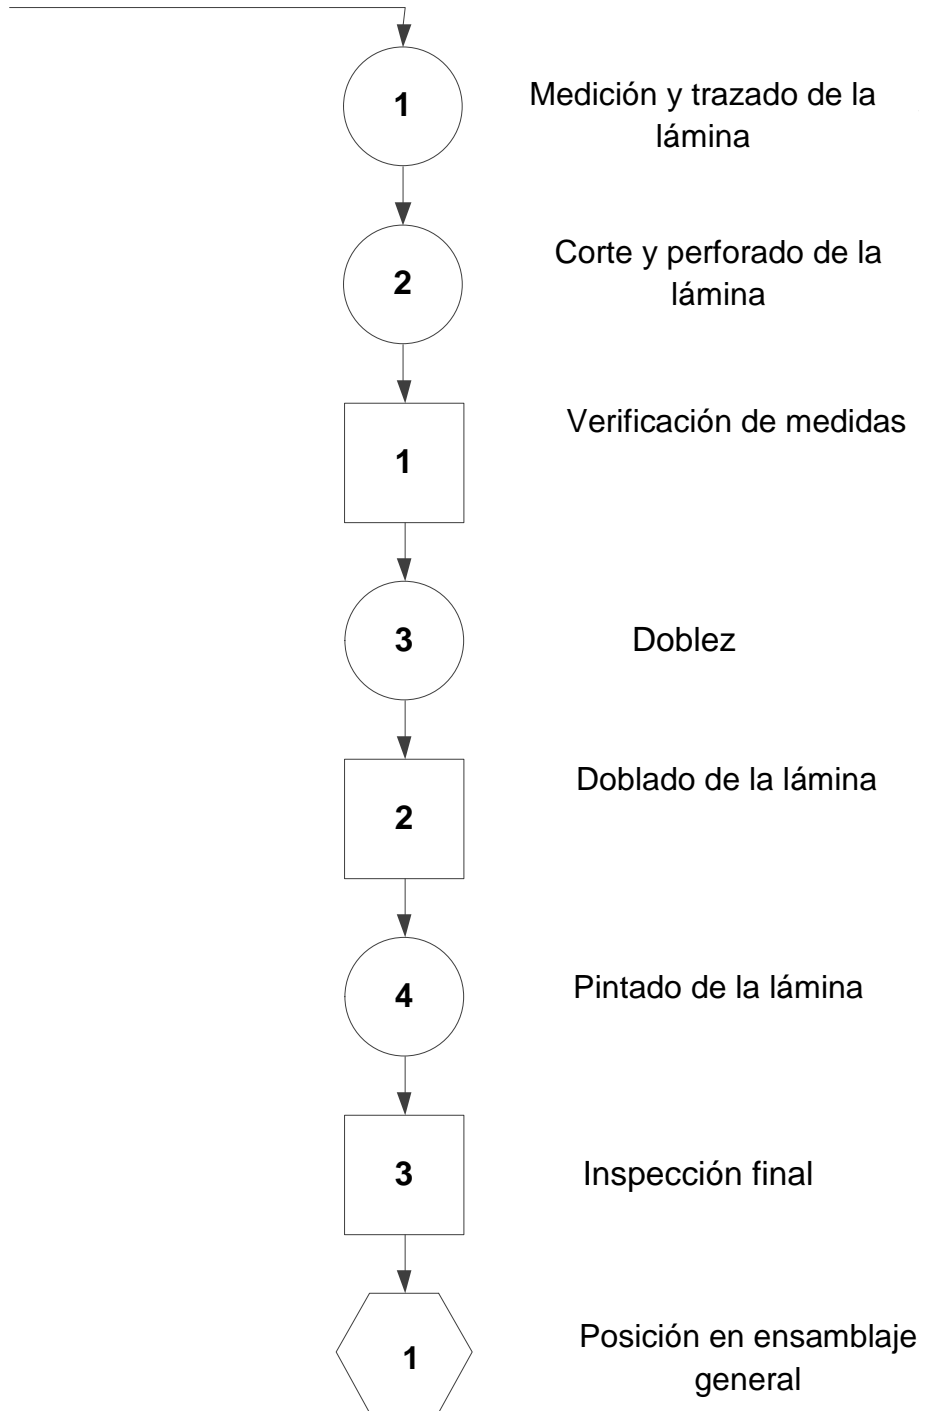 1
Medición y trazado de la
lámina
2
Corte y perforado de la
lámina
1
Verificación de medidas
3
Doblez
2
Doblado de la lámina
4
Pintado de la lámina
3
Inspección final
1
Posición en ensamblaje
general